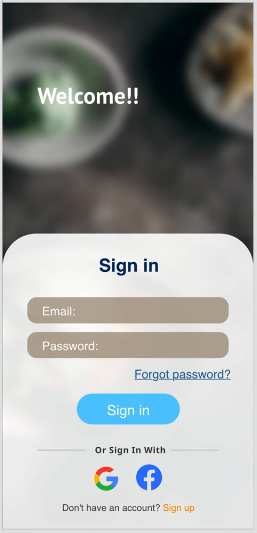 Welcome!!
Sign in
Email:
Password:
Forgot password?
Sign in
Or Sign In With
Don't have an account? Sign up